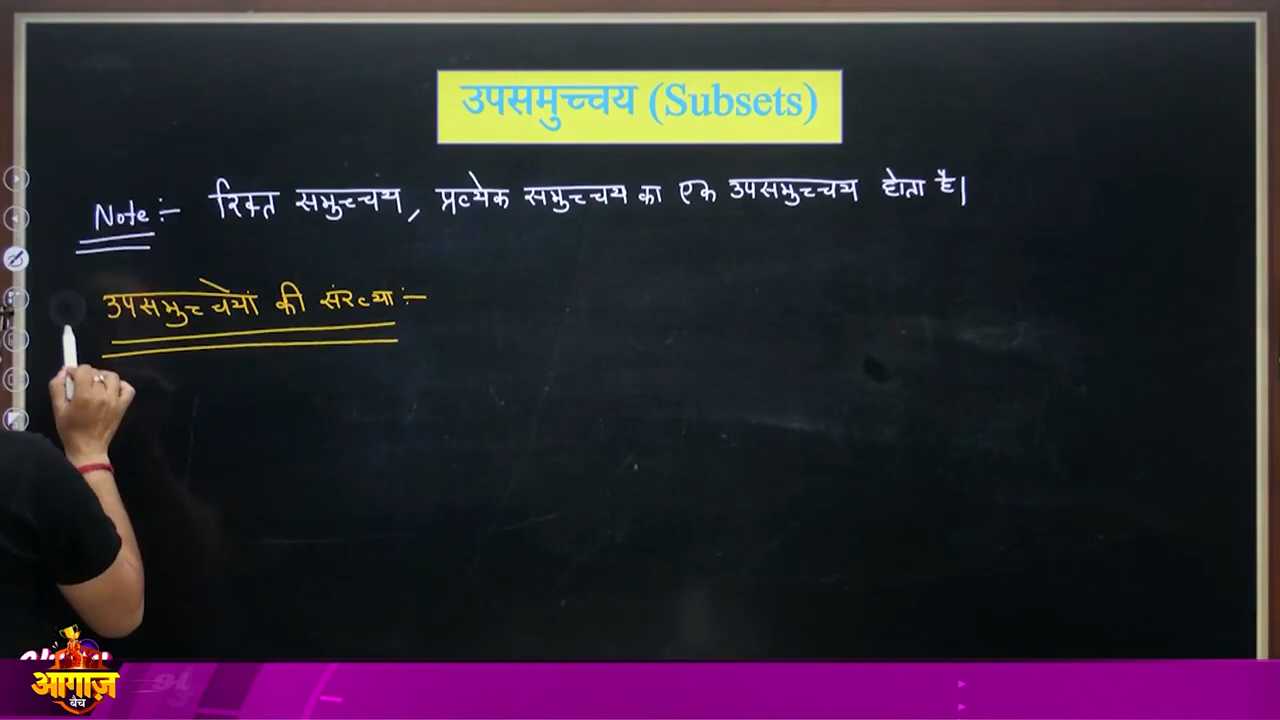 उपसमुच्चय (Subsets)
Note :- रिक्त समुच्चय, प्रत्येक समुच्चय का एक उपसमुच्चय होता है।
उपसमुच्चयों की संख्या :-
आगाज़
बैच